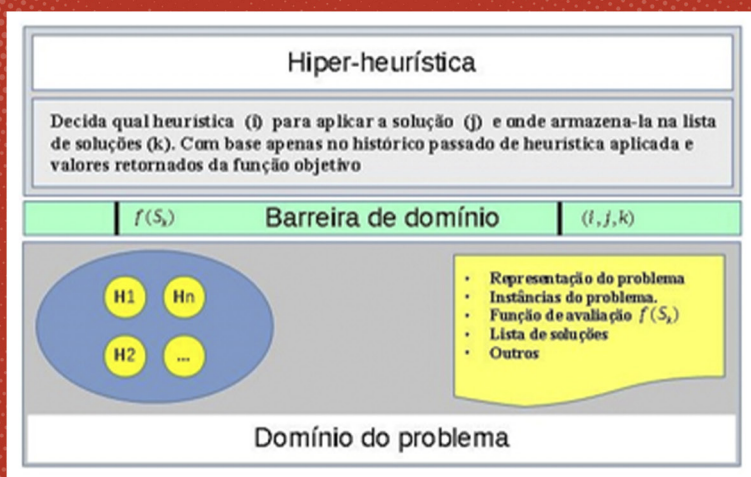 Hiper-heurística
Decida qual heurística (i) para aplicar a solução (j) e onde armazena-la na lista
de soluções (k). Com base apenas no histórico passado de heurística aplicada e
valores retornados da função objetivo
f(Sₖ) Barreira de domínio (i,j,k)
H1 Hn
H2 ...
• Representação do problema
• Instâncias do problema.
• Função de avaliação f(Sₖ)
• Lista de soluções
• Outros
Domínio do problema